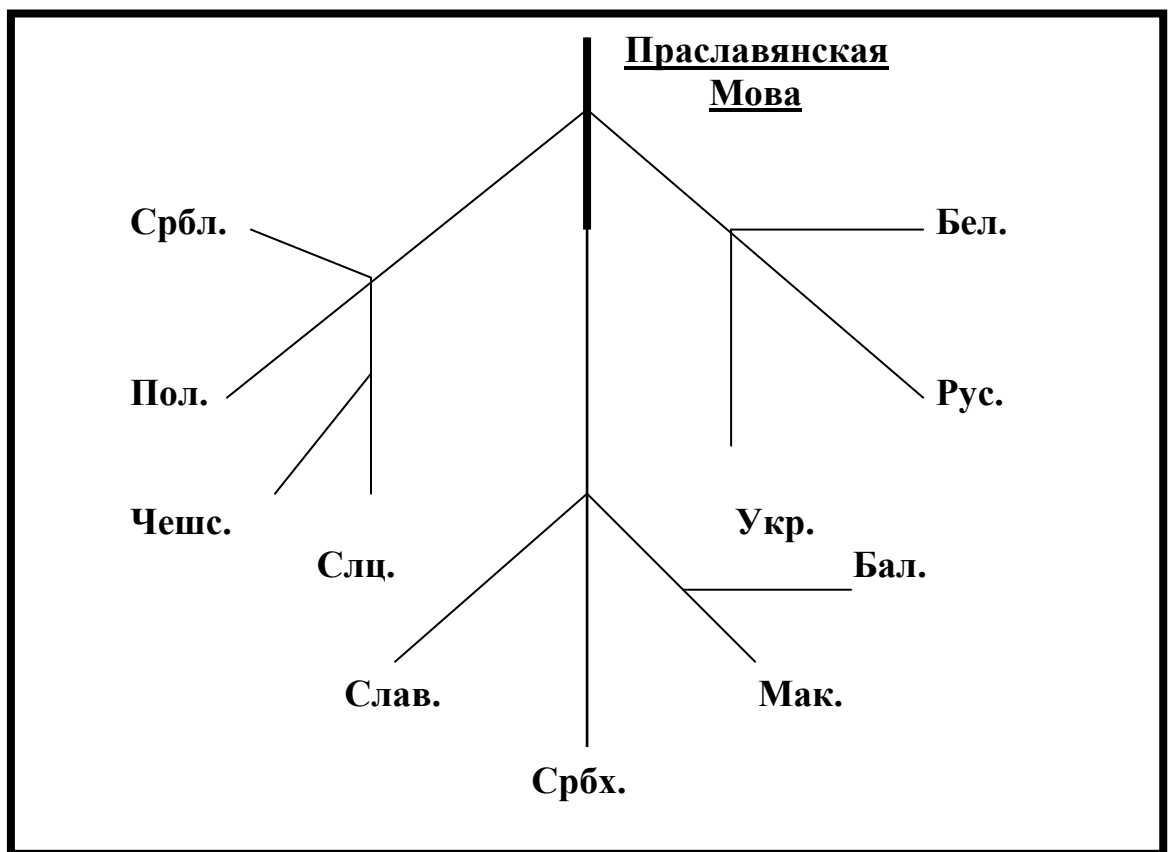 Праславянская
Мова
Србл.
Бел.
Пол.
Рус.
Чешс.
Укр.
Слц.
Бал.
Слав.
Мак.
Србх.